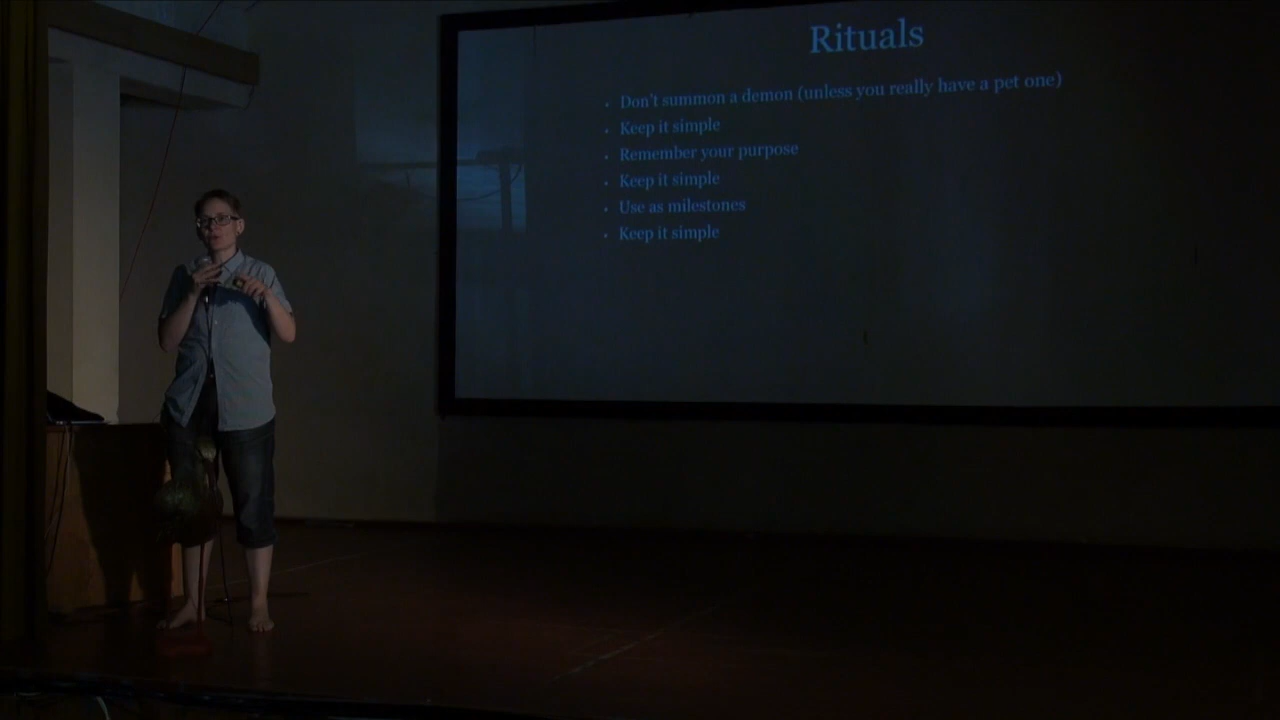 Rituals
Don't summon a demon (unless you really have a pet one)
Keep it simple
Remember your purpose
Keep it simple
Use as milestones
Keep it simple